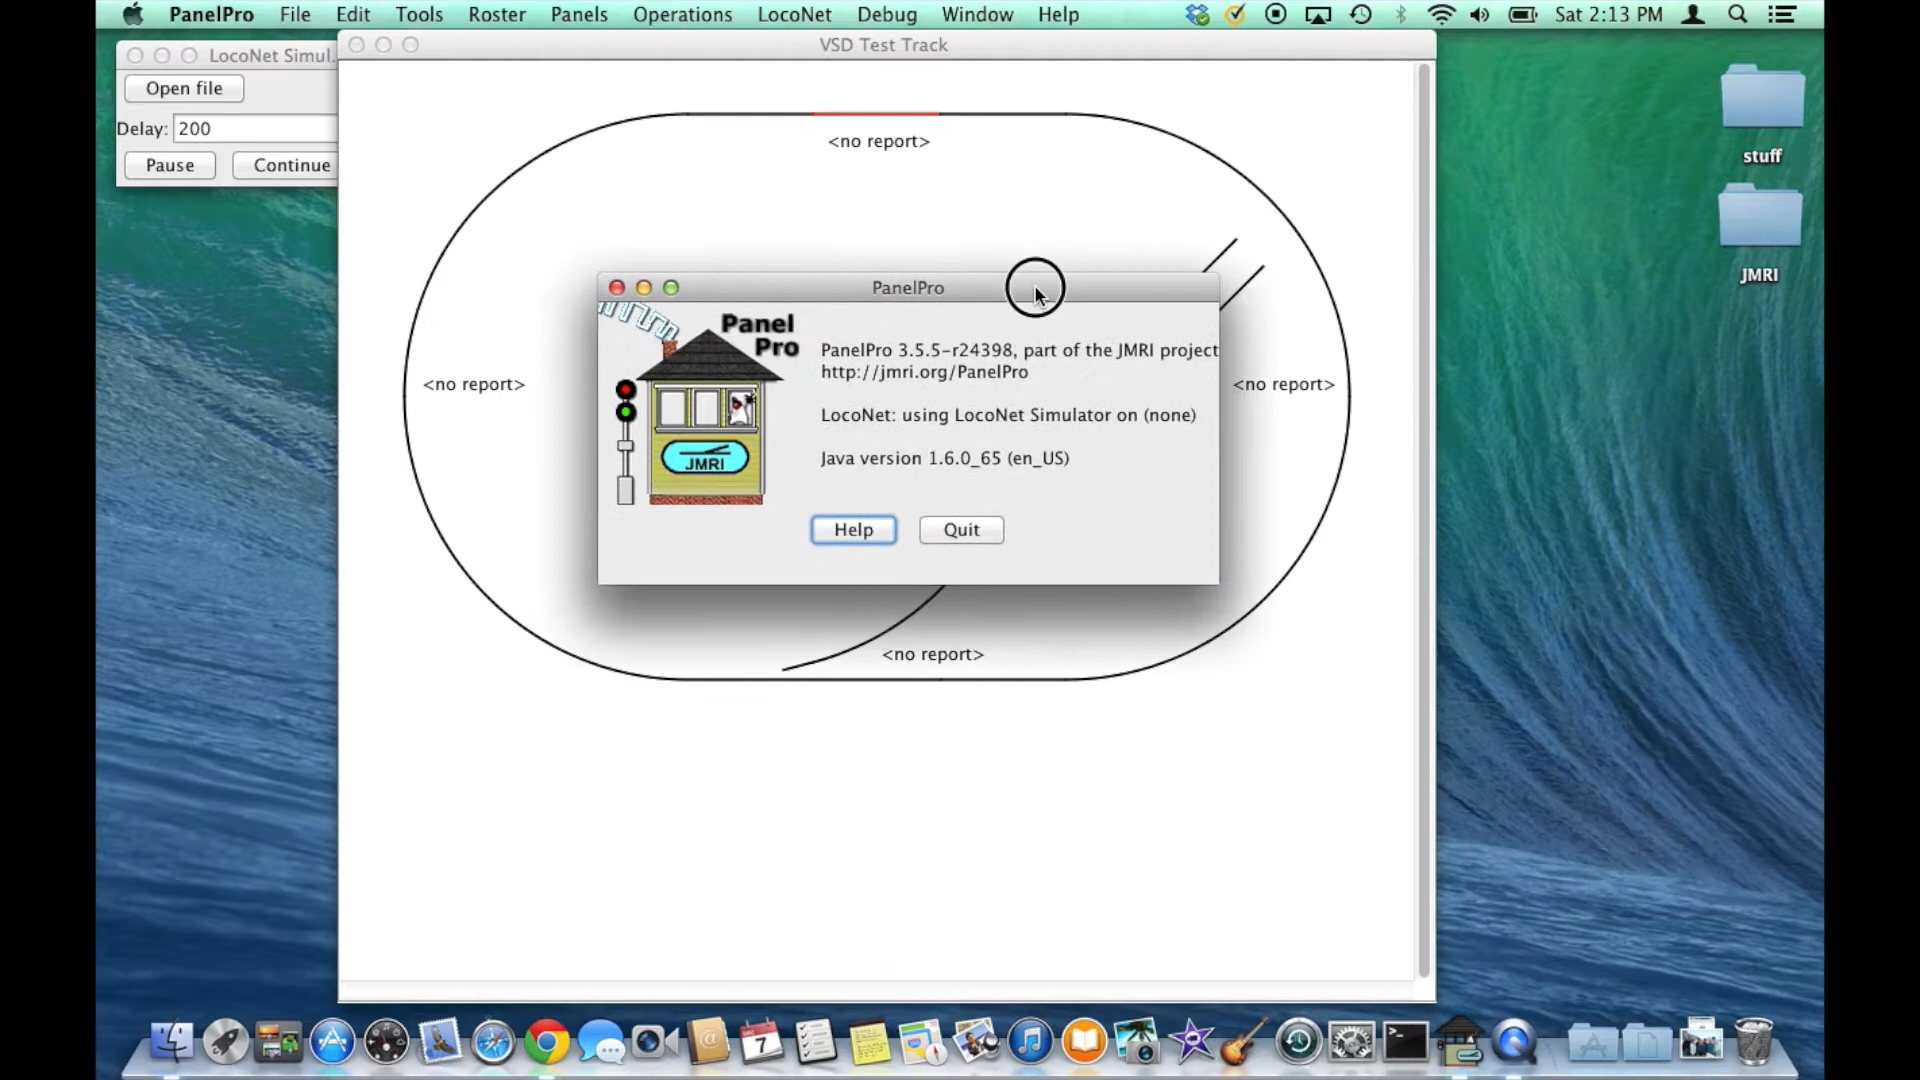 PanelPro File Edit Tools Roster Panels Operations LocoNet Debug Window Help Sat 2:13 PM
LocoNet Simul.
Open file
Delay: 200
Pause Continue
VSD Test Track
<no report>
<no report>
<no report>
<no report>
PanelPro
Panel
Pro
JMRI
PanelPro 3.5.5-r24398, part of the JMRI project
http://jmri.org/PanelPro
LocoNet: using LocoNet Simulator on (none)
Java version 1.6.0_65 (en_US)
Help Quit
stuff
JMRI
7